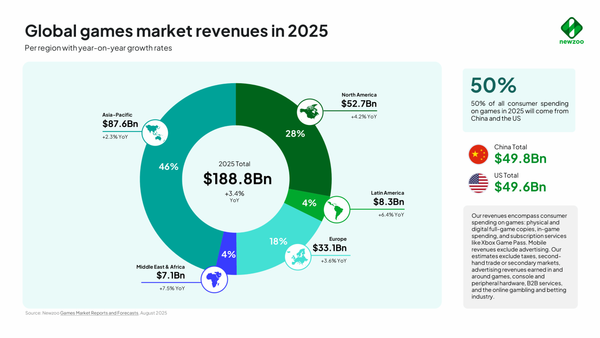 Global games market revenues in 2025
Per region with year-on-year growth rates
newzoo
North America
$52.7Bn
+4.2% YoY
28%
Asia-Pacific
$87.6Bn
+2.3% YoY
46%
2025 Total
$188.8Bn
+3.4%
YoY
Latin America
$8.3Bn
+6.4% YoY
4%
Europe
$33.1Bn
+3.6% YoY
18%
4%
Middle East & Africa
$7.1Bn
+7.5% YoY
50%
50% of all consumer spending
on games in 2025 will come from
China and the US
China Total
$49.8Bn
US Total
$49.6Bn
Our revenues encompass consumer
spending on games: physical and
digital full-game copies, in-game
spending, and subscription services
like Xbox Game Pass. Mobile
revenues exclude advertising. Our
estimates exclude taxes, second-
hand trade or secondary markets,
advertising revenues earned in and
around games, console and
peripheral hardware, B2B services,
and the online gambling and betting
industry.
Source: Newzoo Games Market Reports and Forecasts, August 2025